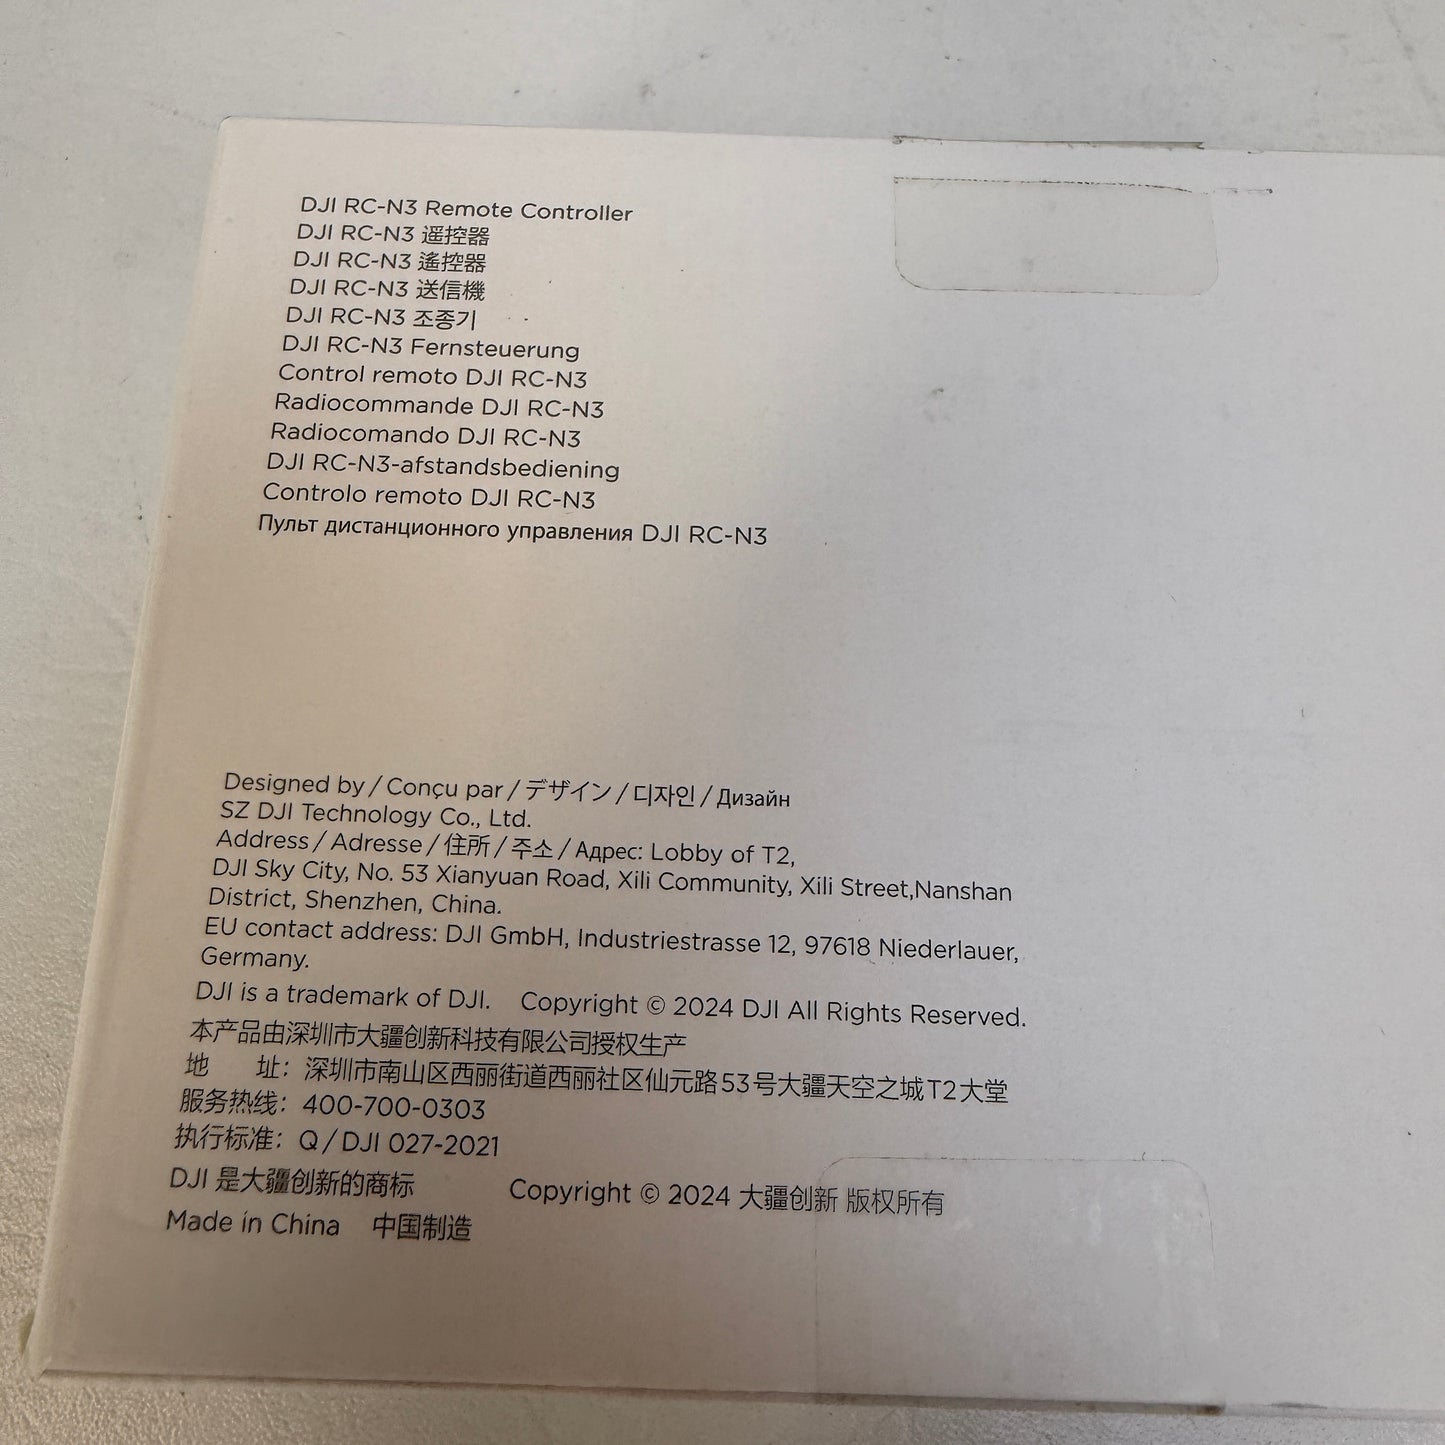 DJI RC-N3 Remote Controller
DJI RC-N3 遥控器
DJI RC-N3 遙控器
DJI RC-N3 送信機
DJI RC-N3 조종기
DJI RC-N3 Fernsteuerung
Control remoto DJI RC-N3
Radiocommande DJI RC-N3
Radiocomando DJI RC-N3
DJI RC-N3-afstandsbediening
Controlo remoto DJI RC-N3
Пульт дистанционного управления DJI RC-N3
Designed by / Conçu par / デザイン / 디자인 / Дизайн
SZ DJI Technology Co., Ltd.
Address / Adresse / 住所 / 주소 / Адрес: Lobby of T2,
DJI Sky City, No. 53 Xianyuan Road, Xili Community, Xili Street,Nanshan
District, Shenzhen, China.
EU contact address: DJI GmbH, Industriestrasse 12, 97618 Niederlauer,
Germany.
DJI is a trademark of DJI. Copyright © 2024 DJI All Rights Reserved.
本产品由深圳市大疆创新科技有限公司授权生产
地 址：深圳市南山区西丽街道西丽社区仙元路53号大疆天空之城T2大堂
服务热线：400-700-0303
执行标准：Q / DJI 027-2021
DJI 是大疆创新的商标 Copyright © 2024 大疆创新 版权所有
Made in China 中国制造